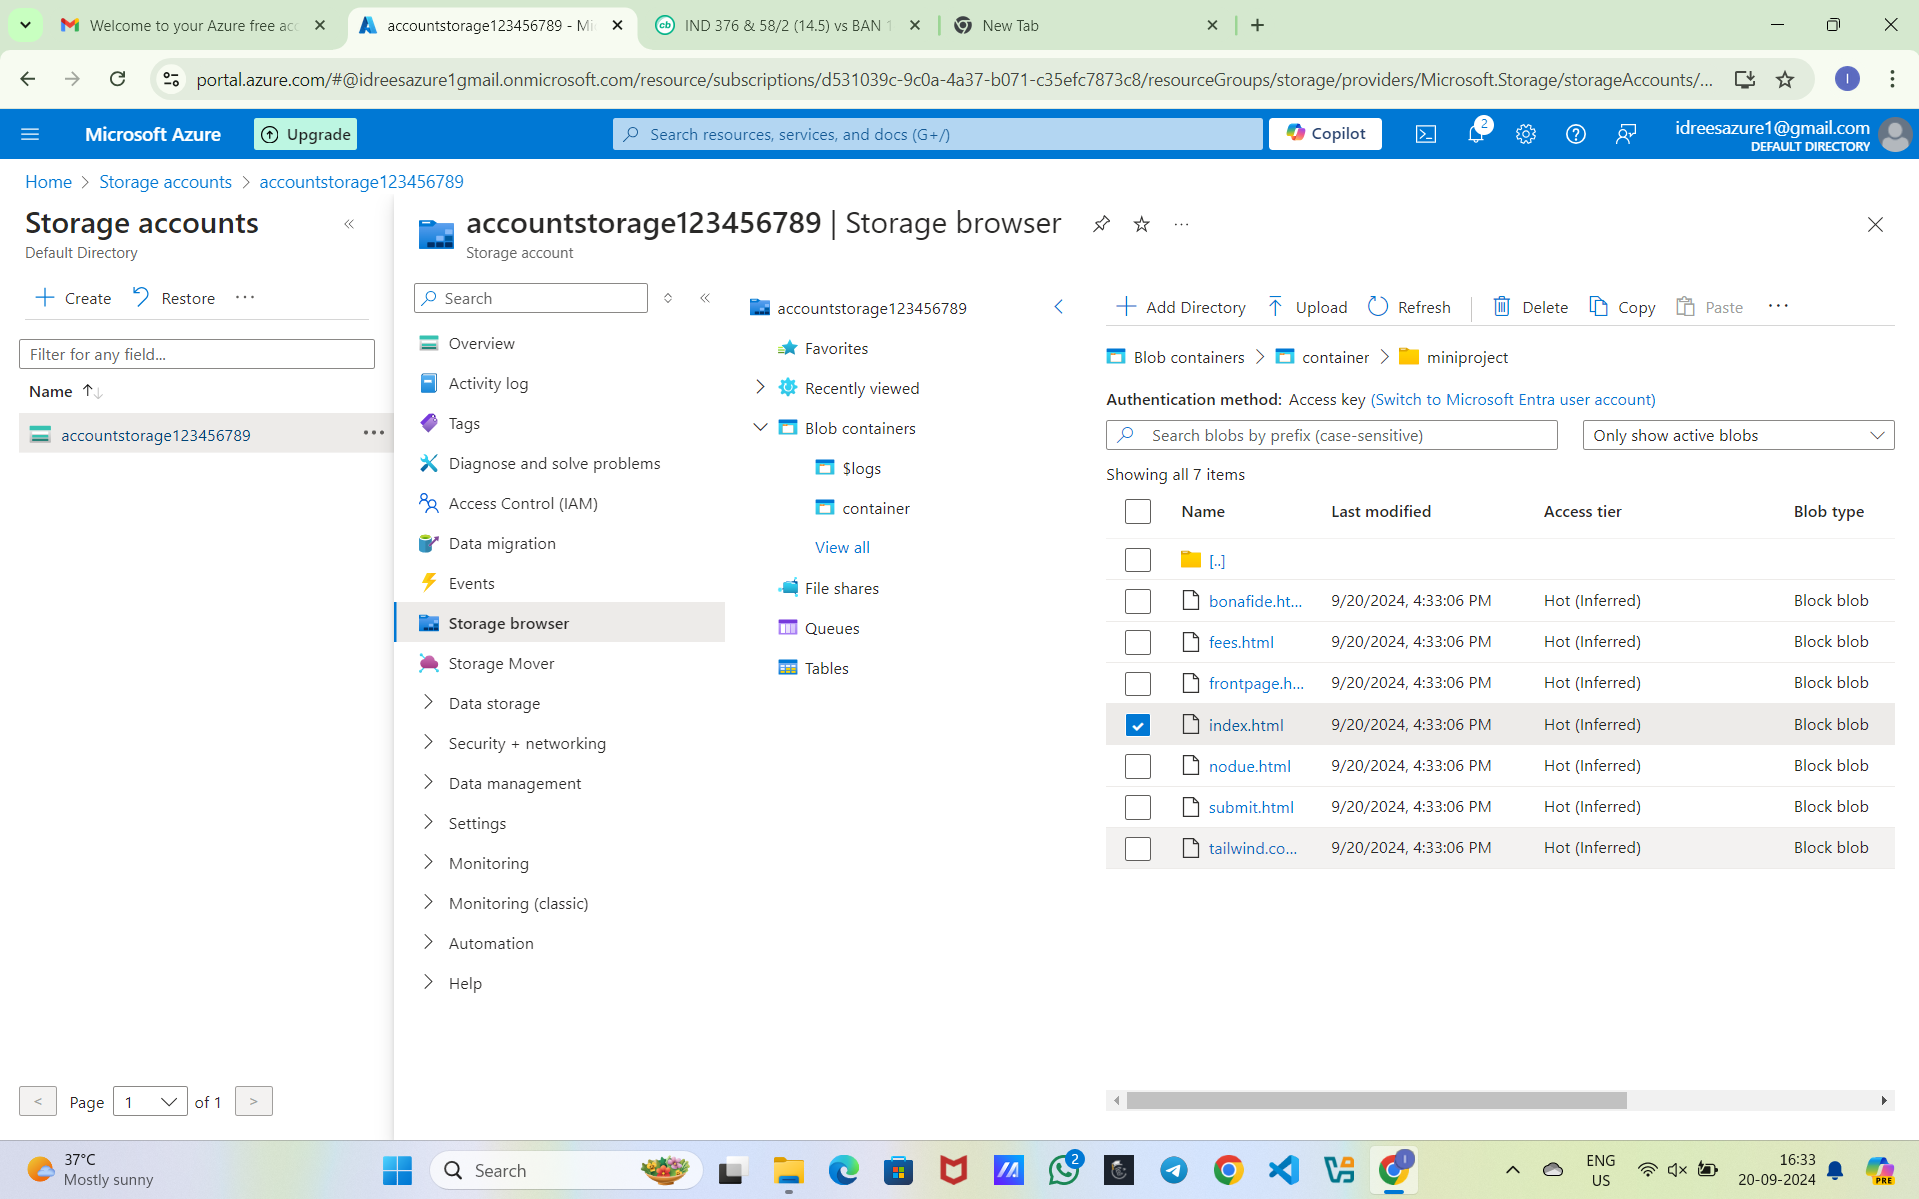 Welcome to your Azure free acc
accountstorage123456789 - Mi
IND 376 & 58/2 (14.5) vs BAN 1
New Tab
portal.azure.com/#@idreesazure1gmail.onmicrosoft.com/resource/subscriptions/d531039c-9c0a-4a37-b071-c35efc7873c8/resourceGroups/storage/providers/Microsoft.Storage/storageAccounts/...
I
Microsoft Azure
Upgrade
Search resources, services, and docs (G+/)
Copilot
2
idreesazure1@gmail.com
DEFAULT DIRECTORY
Home > Storage accounts > accountstorage123456789
Storage accounts
Default Directory
Create
Restore
Filter for any field...
Name
accountstorage123456789
< Page 1 of 1 >
accountstorage123456789 | Storage browser
Storage account
Search
Overview
Activity log
Tags
Diagnose and solve problems
Access Control (IAM)
Data migration
Events
Storage browser
Storage Mover
Data storage
Security + networking
Data management
Settings
Monitoring
Monitoring (classic)
Automation
Help
accountstorage123456789
Favorites
Recently viewed
Blob containers
$logs
container
View all
File shares
Queues
Tables
Add Directory
Upload
Refresh
Delete
Copy
Paste
Blob containers > container > miniproject
Authentication method: Access key (Switch to Microsoft Entra user account)
Search blobs by prefix (case-sensitive)
Only show active blobs
Showing all 7 items
Name Last modified Access tier Blob type
[..]
bonafide.ht... 9/20/2024, 4:33:06 PM Hot (Inferred) Block blob
fees.html 9/20/2024, 4:33:06 PM Hot (Inferred) Block blob
frontpage.h... 9/20/2024, 4:33:06 PM Hot (Inferred) Block blob
index.html 9/20/2024, 4:33:06 PM Hot (Inferred) Block blob
nodue.html 9/20/2024, 4:33:06 PM Hot (Inferred) Block blob
submit.html 9/20/2024, 4:33:06 PM Hot (Inferred) Block blob
tailwind.co... 9/20/2024, 4:33:06 PM Hot (Inferred) Block blob
37°C
Mostly sunny
Search
2
I
ENG
US
16:33
20-09-2024
PRE